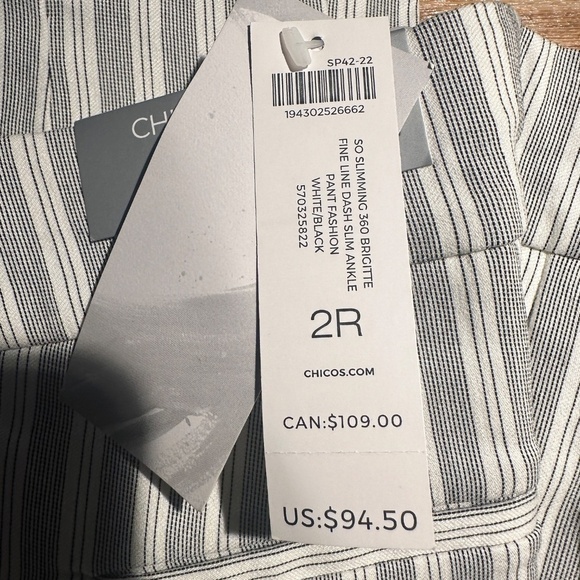 SP42-22
194302526662
SO SLIMMING 360 BRIGITTE
FINE LINE DASH SLIM ANKLE
PANT FASHION
WHITE/BLACK
570325822
2R
CHICOS.COM
CAN:$109.00
US:$94.50